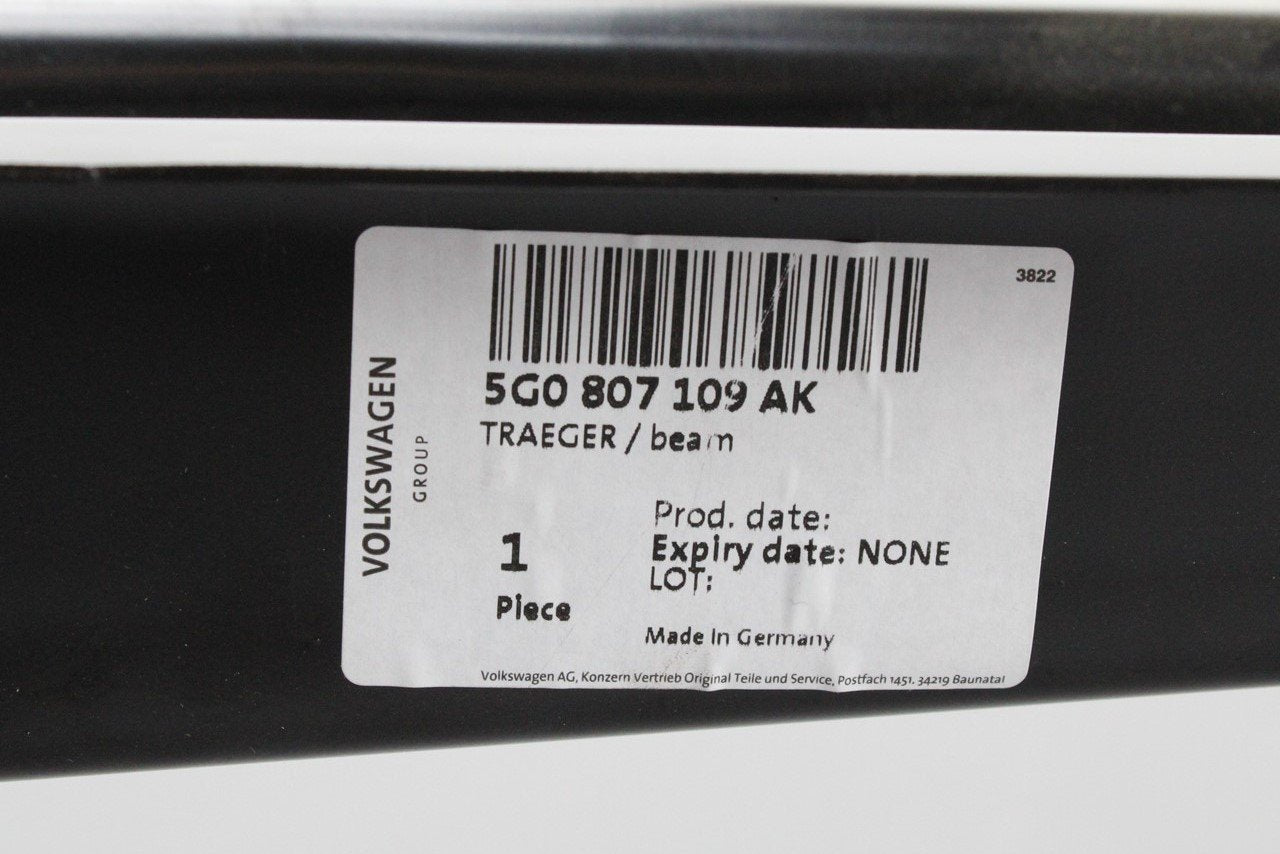 3822
5G0 807 109 AK
TRAEGER / beam
VOLKSWAGEN
GROUP
1
Piece
Prod. date:
Expiry date: NONE
LOT:
Made In Germany
Volkswagen AG, Konzern Vertrieb Original Teile und Service, Postfach 1451, 34219 Baunatal